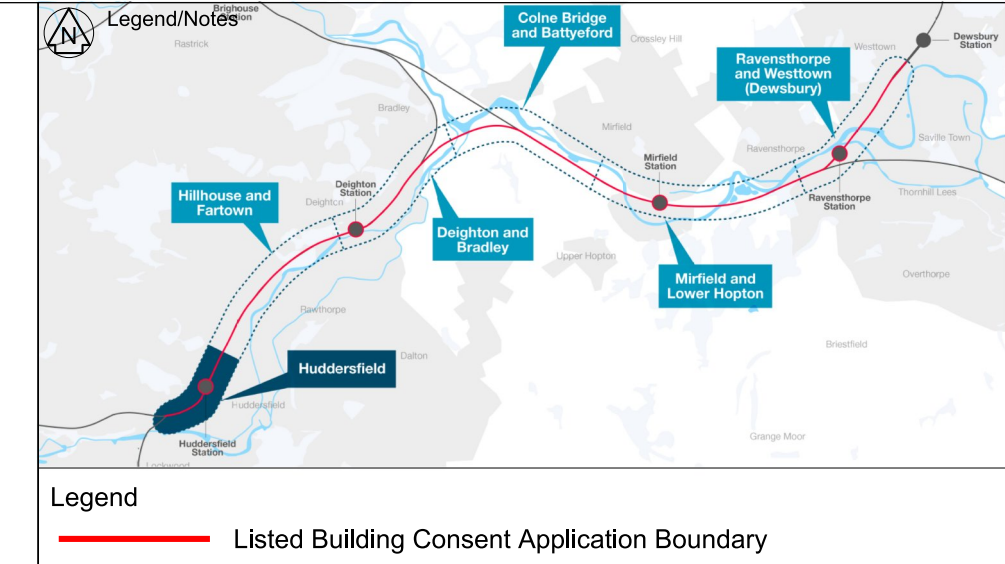 Legend/Notes
N
Brighouse
Station
Rastrick
Colne Bridge
and Battyeford
Crossley Hill
Westtown
Dewsbury
Station
Ravensthorpe
and Westtown
(Dewsbury)
Bradley
Mirfield
Ravensthorpe
Saville Town
Mirfield
Station
Deighton
Station
Deighton
Hillhouse and
Fartown
Thornhill Lees
Ravensthorpe
Station
Deighton and
Bradley
Upper Hopton
Mirfield and
Lower Hopton
Overthorpe
Rawthorpe
Briestfield
Dalton
Huddersfield
Huddersfield
Grange Moor
Huddersfield
Station
Lockwood
Legend
Listed Building Consent Application Boundary